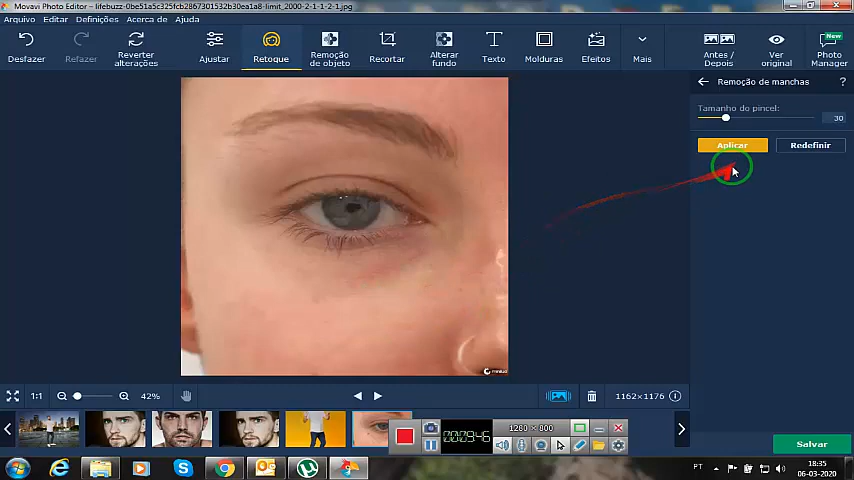 Movavi Photo Editor – lifebuzz-0be51a5c325fcb2867301532b30ea1a8-limit_2000-2-1-1-2-1.jpg
Arquivo Editar Definições Acerca de Ajuda
Desfazer
Refazer
Reverter
alterações
Ajustar
Retoque
Remoção
de objeto
Recortar
Alterar
fundo
Texto
Molduras
Efeitos
Mais
Antes /
Depois
Ver
original
New
Photo
Manager
Remoção de manchas
?
Tamanho do pincel:
30
Aplicar
Redefinir
1:1
42%
1162×1176
1280 × 800
Salvar
PT
18:35
06-03-2020